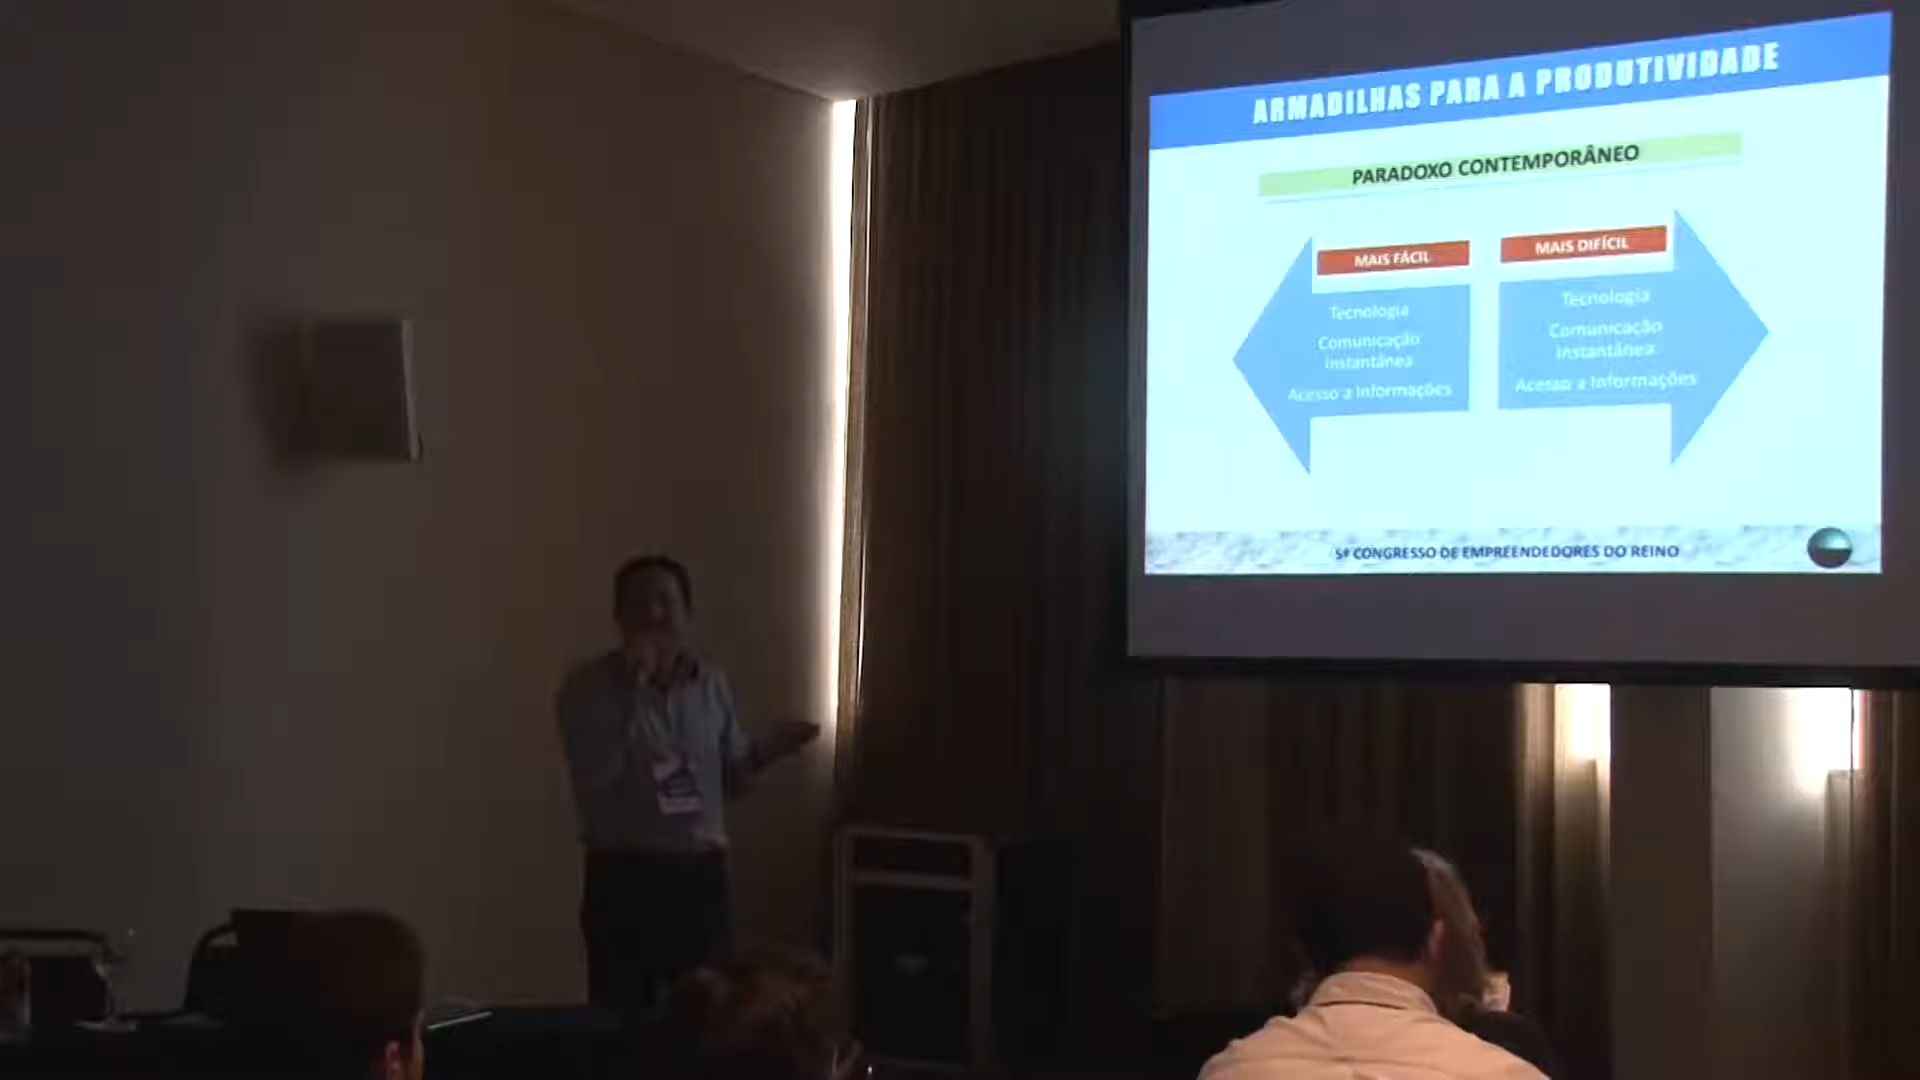 ARMADILHAS PARA A PRODUTIVIDADE
PARADOXO CONTEMPORÂNEO
MAIS FÁCIL
Tecnologia
Comunicação
instantânea
Acesso a Informações
MAIS DIFÍCIL
Tecnologia
Comunicação
instantânea
Acesso a Informações
5º CONGRESSO DE EMPREENDEDORES DO REINO